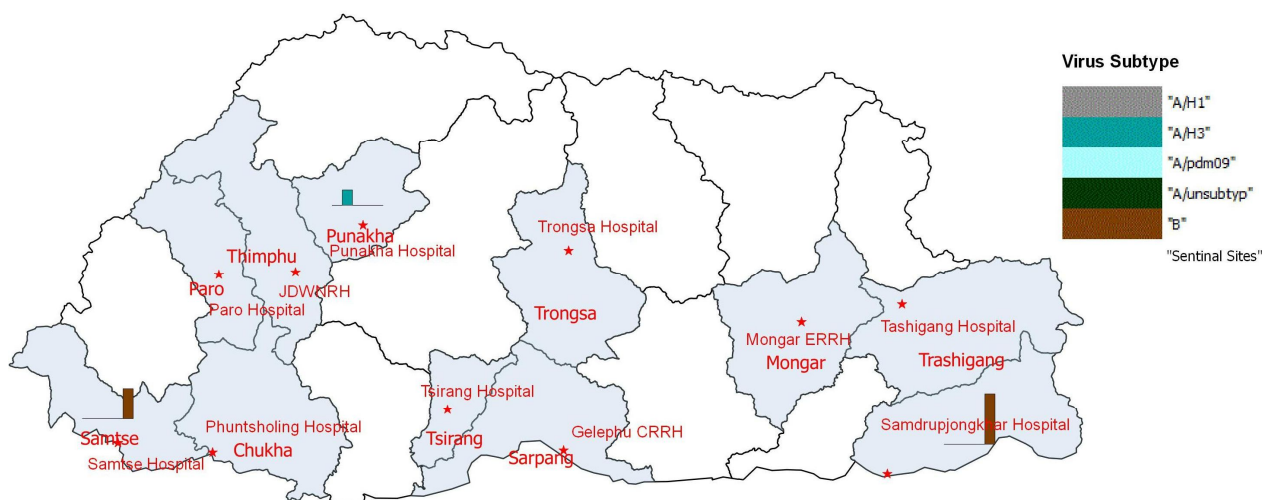 Virus Subtype
"A/H1"
"A/H3"
"A/pdm09"
"A/unsubtyp"
"B"
"Sentinal Sites"
Punakha
Punakha Hospital
Trongsa Hospital
Thimphu
JDWNRH
Paro
Paro Hospital
Trongsa
Tashigang Hospital
Mongar ERRH
Mongar
Trashigang
Tsirang Hospital
Samdrupjongkhar Hospital
Phuntsholing Hospital
Gelephu CRRH
Samtse
Samtse Hospital
Chukha
Tsirang
Sarpang